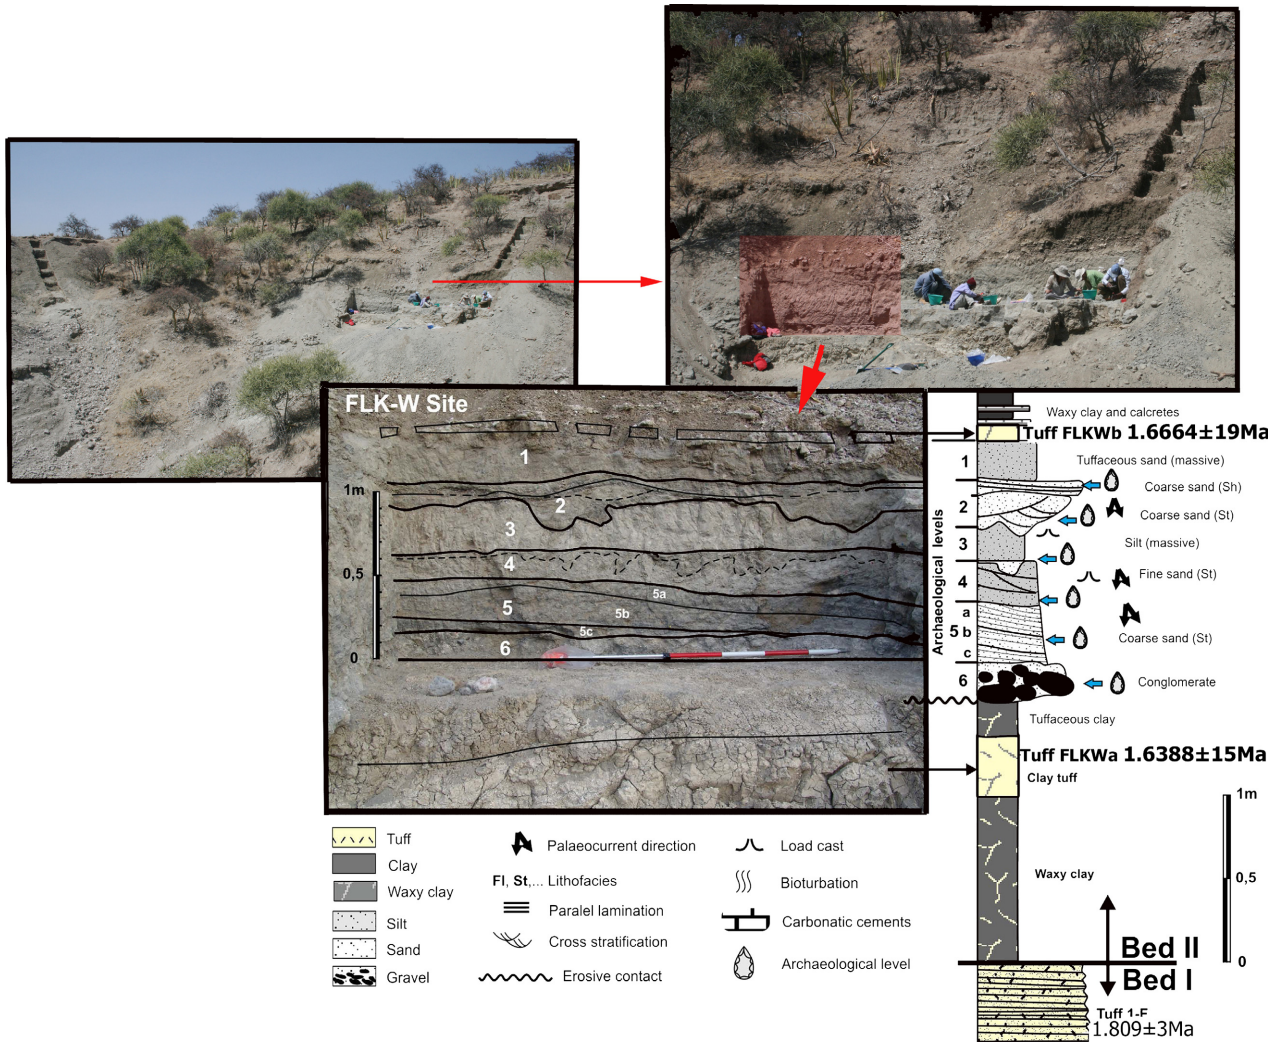 FLK-W Site
1
2
3
4
5a
5
5b
5c
6
1m
0,5
0
Archaeological levels
1
2
3
4
a
5 b
c
6
Waxy clay and calcretes
Tuff FLKWb 1.6664±19Ma
Tuffaceous sand (massive)
Coarse sand (Sh)
Coarse sand (St)
Silt (massive)
Fine sand (St)
Coarse sand (St)
Conglomerate
Tuffaceous clay
Tuff FLKWa 1.6388±15Ma
Clay tuff
Waxy clay
1m
0,5
0
Bed II
Bed I
Tuff 1-F
1.809±3Ma
Tuff
Clay
Waxy clay
Silt
Sand
Gravel
Palaeocurrent direction
Fl, St,... Lithofacies
Paralel lamination
Cross stratification
Erosive contact
Load cast
Bioturbation
Carbonatic cements
Archaeological level